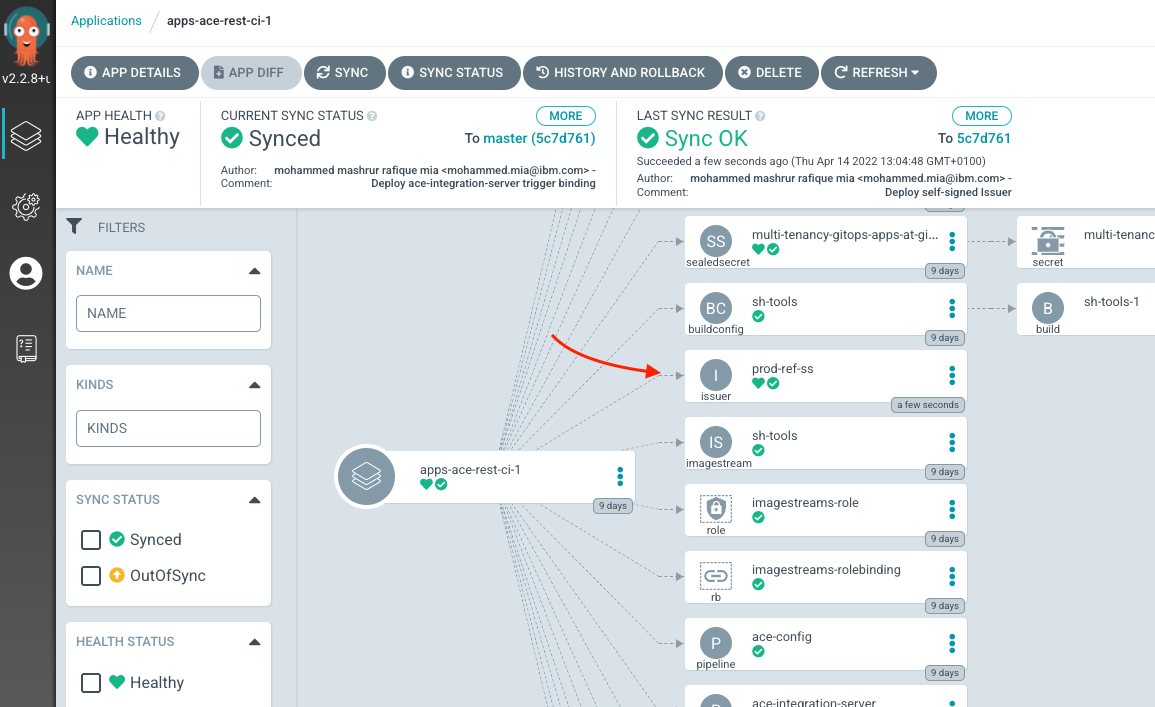 Applications / apps-ace-rest-ci-1
v2.2.8+u
APP DETAILS
APP DIFF
SYNC
SYNC STATUS
HISTORY AND ROLLBACK
DELETE
REFRESH
APP HEALTH
Healthy
CURRENT SYNC STATUS
MORE
Synced
To master (5c7d761)
Author: mohammed mashrur rafique mia <mohammed.mia@ibm.com> -
Comment: Deploy ace-integration-server trigger binding
LAST SYNC RESULT
MORE
Sync OK
To 5c7d761
Succeeded a few seconds ago (Thu Apr 14 2022 13:04:48 GMT+0100)
Author: mohammed mashrur rafique mia <mohammed.mia@ibm.com> -
Comment: Deploy self-signed Issuer
FILTERS
NAME
NAME
KINDS
KINDS
SYNC STATUS
Synced
OutOfSync
HEALTH STATUS
Healthy
apps-ace-rest-ci-1
9 days
SS
sealedsecret
multi-tenancy-gitops-apps-at-gi...
9 days
secret
multi-tenanc
BC
buildconfig
sh-tools
9 days
B
build
sh-tools-1
I
issuer
prod-ref-ss
a few seconds
IS
imagestream
sh-tools
9 days
role
imagestreams-role
9 days
rb
imagestreams-rolebinding
9 days
P
pipeline
ace-config
9 days
ace-integration-server